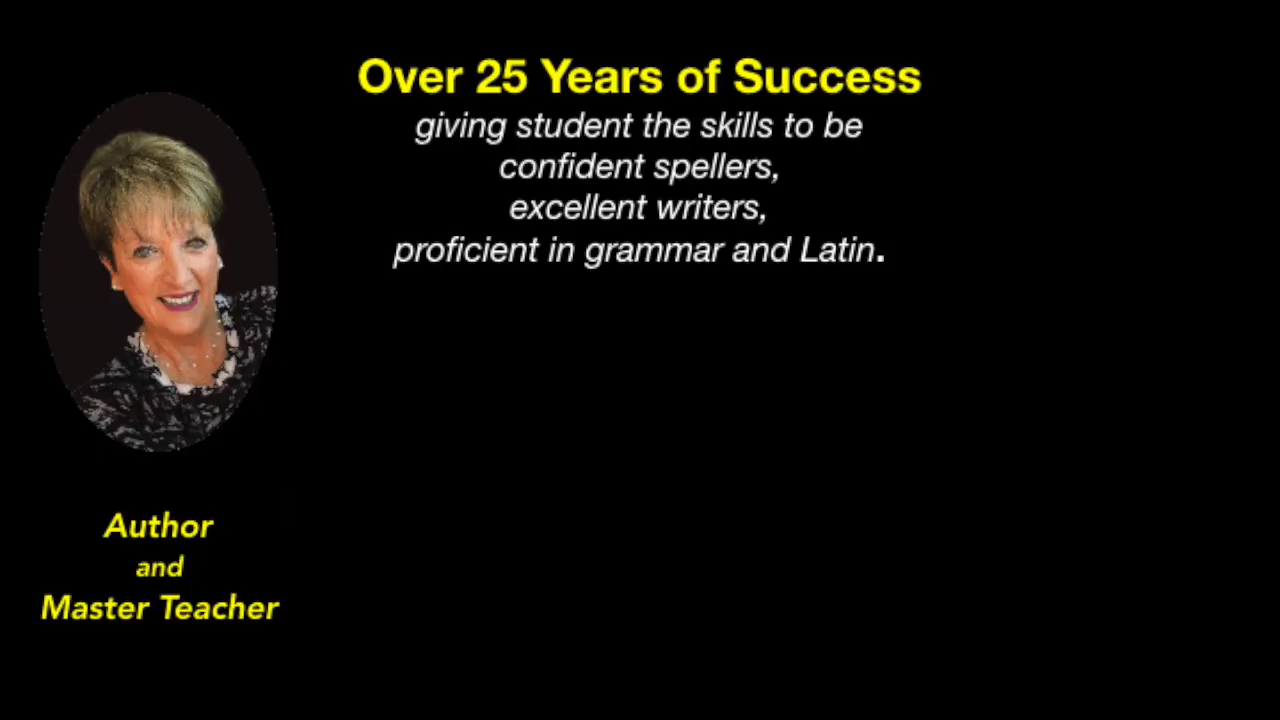 Over 25 Years of Success
giving student the skills to be
confident spellers,
excellent writers,
proficient in grammar and Latin.
Author
and
Master Teacher